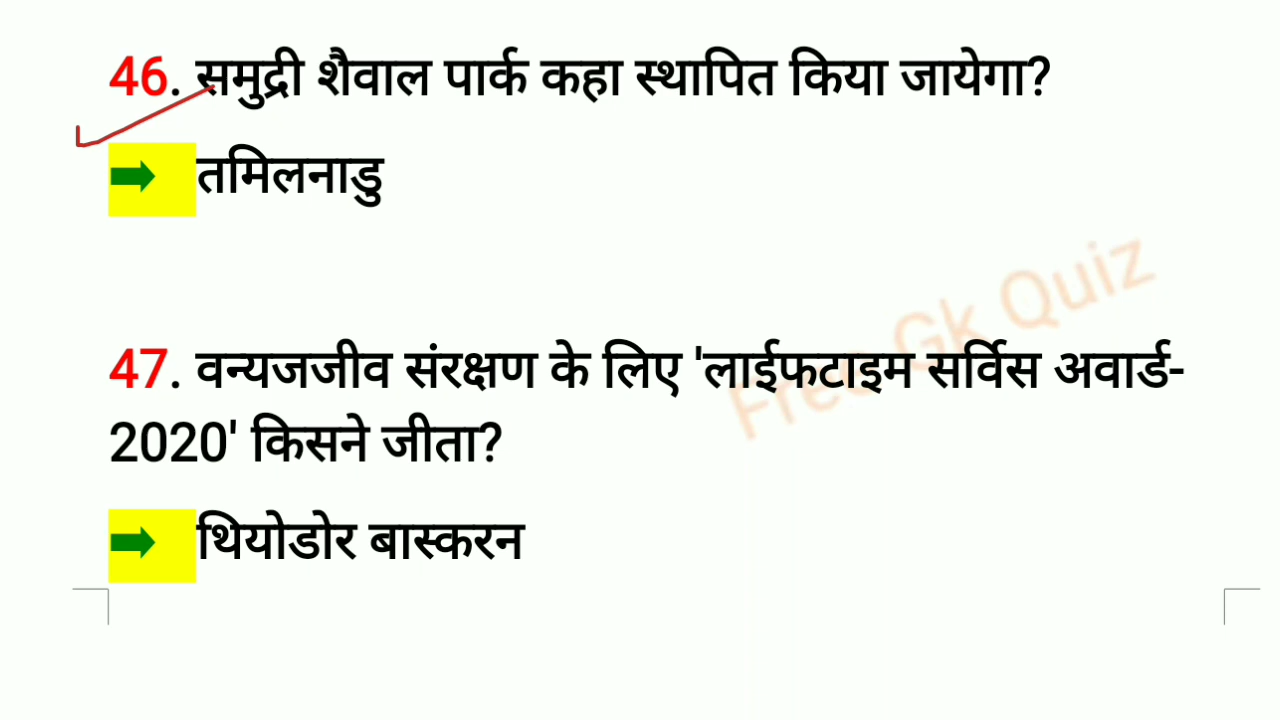 46. समुद्री शैवाल पार्क कहा स्थापित किया जायेगा?
➡ तमिलनाडु
Free Gk Quiz
47. वन्यजजीव संरक्षण के लिए 'लाईफटाइम सर्विस अवार्ड-
2020' किसने जीता?
➡ थियोडोर बास्करन